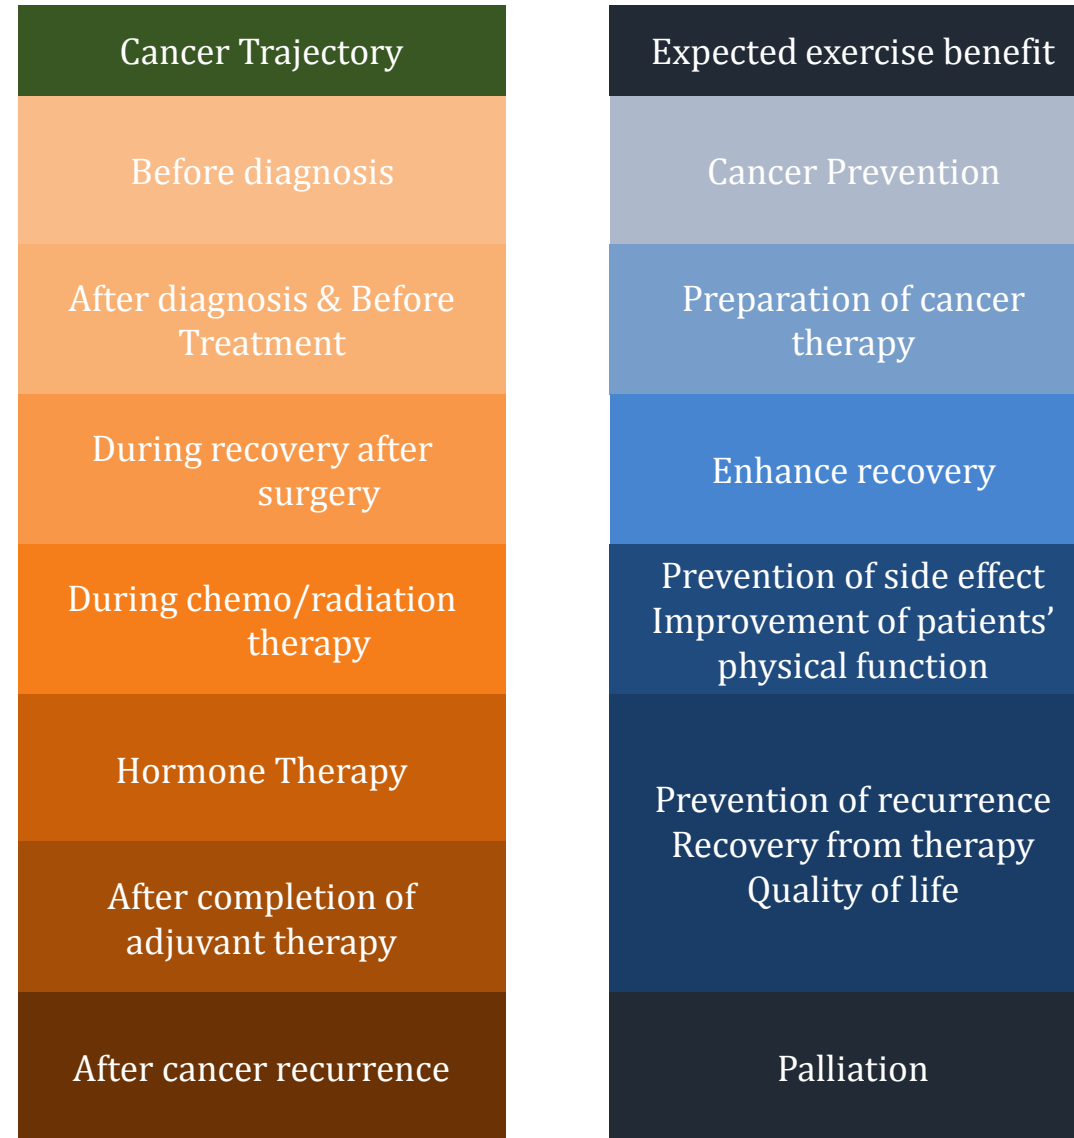 Cancer Trajectory
Before diagnosis
After diagnosis & Before
Treatment
During recovery after
surgery
During chemo/radiation
therapy
Hormone Therapy
After completion of
adjuvant therapy
After cancer recurrence
Expected exercise benefit
Cancer Prevention
Preparation of cancer
therapy
Enhance recovery
Prevention of side effect
Improvement of patients’
physical function
Prevention of recurrence
Recovery from therapy
Quality of life
Palliation